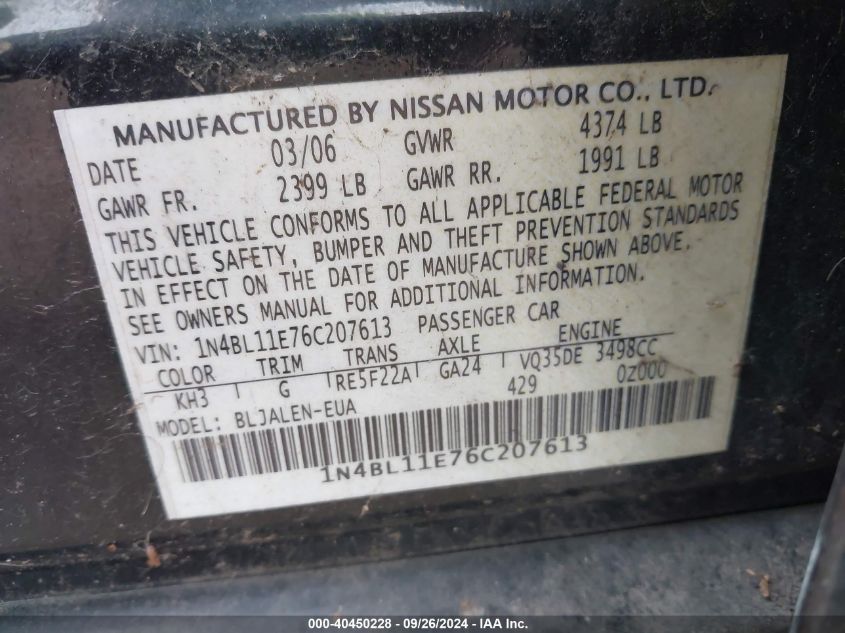 MANUFACTURED BY NISSAN MOTOR CO., LTD.
DATE 03/06 GVWR 4374 LB
GAWR FR. 2399 LB GAWR RR. 1991 LB
THIS VEHICLE CONFORMS TO ALL APPLICABLE FEDERAL MOTOR
VEHICLE SAFETY, BUMPER AND THEFT PREVENTION STANDARDS
IN EFFECT ON THE DATE OF MANUFACTURE SHOWN ABOVE.
SEE OWNERS MANUAL FOR ADDITIONAL INFORMATION.
VIN: 1N4BL11E76C207613 PASSENGER CAR
COLOR TRIM TRANS AXLE ENGINE
KH3 G RE5F22A GA24 VQ35DE 3498CC
MODEL: BLJALEN-EUA 429 0Z000
1N4BL11E76C207613
000-40450228 - 09/26/2024 - IAA Inc.